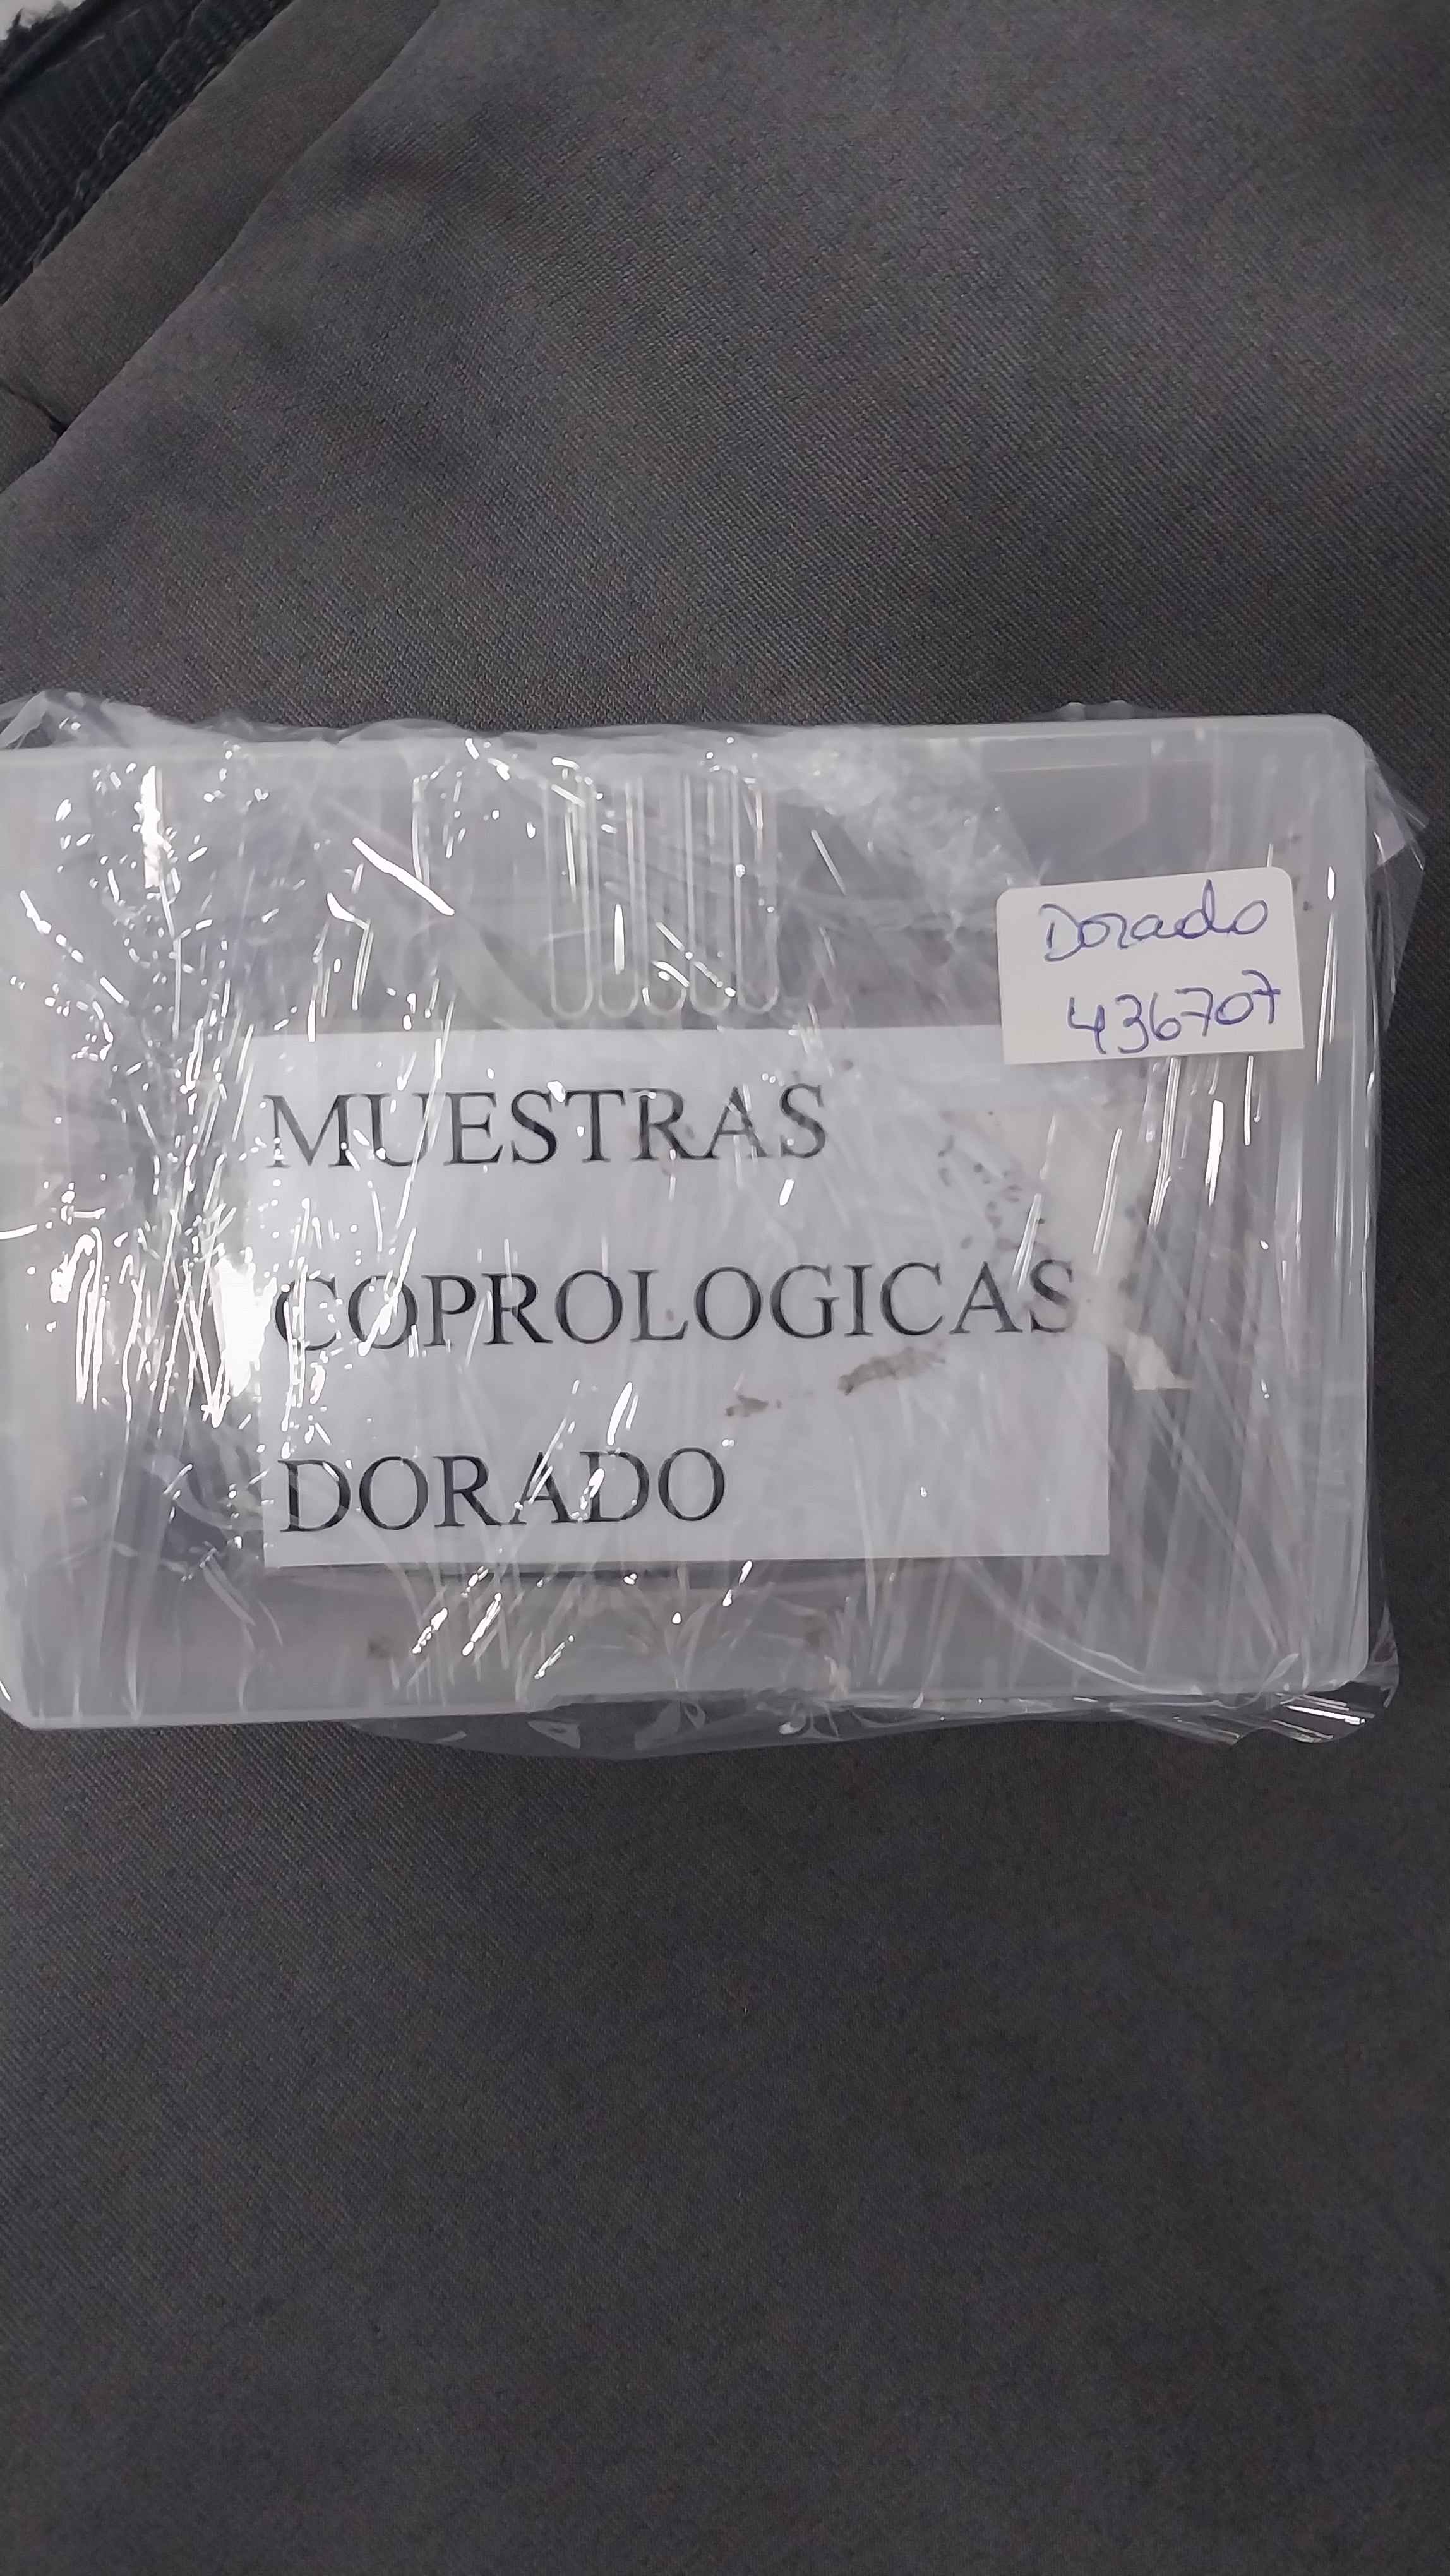 Dorado
436707
MUESTRAS
COPROLOGICAS
DORADO